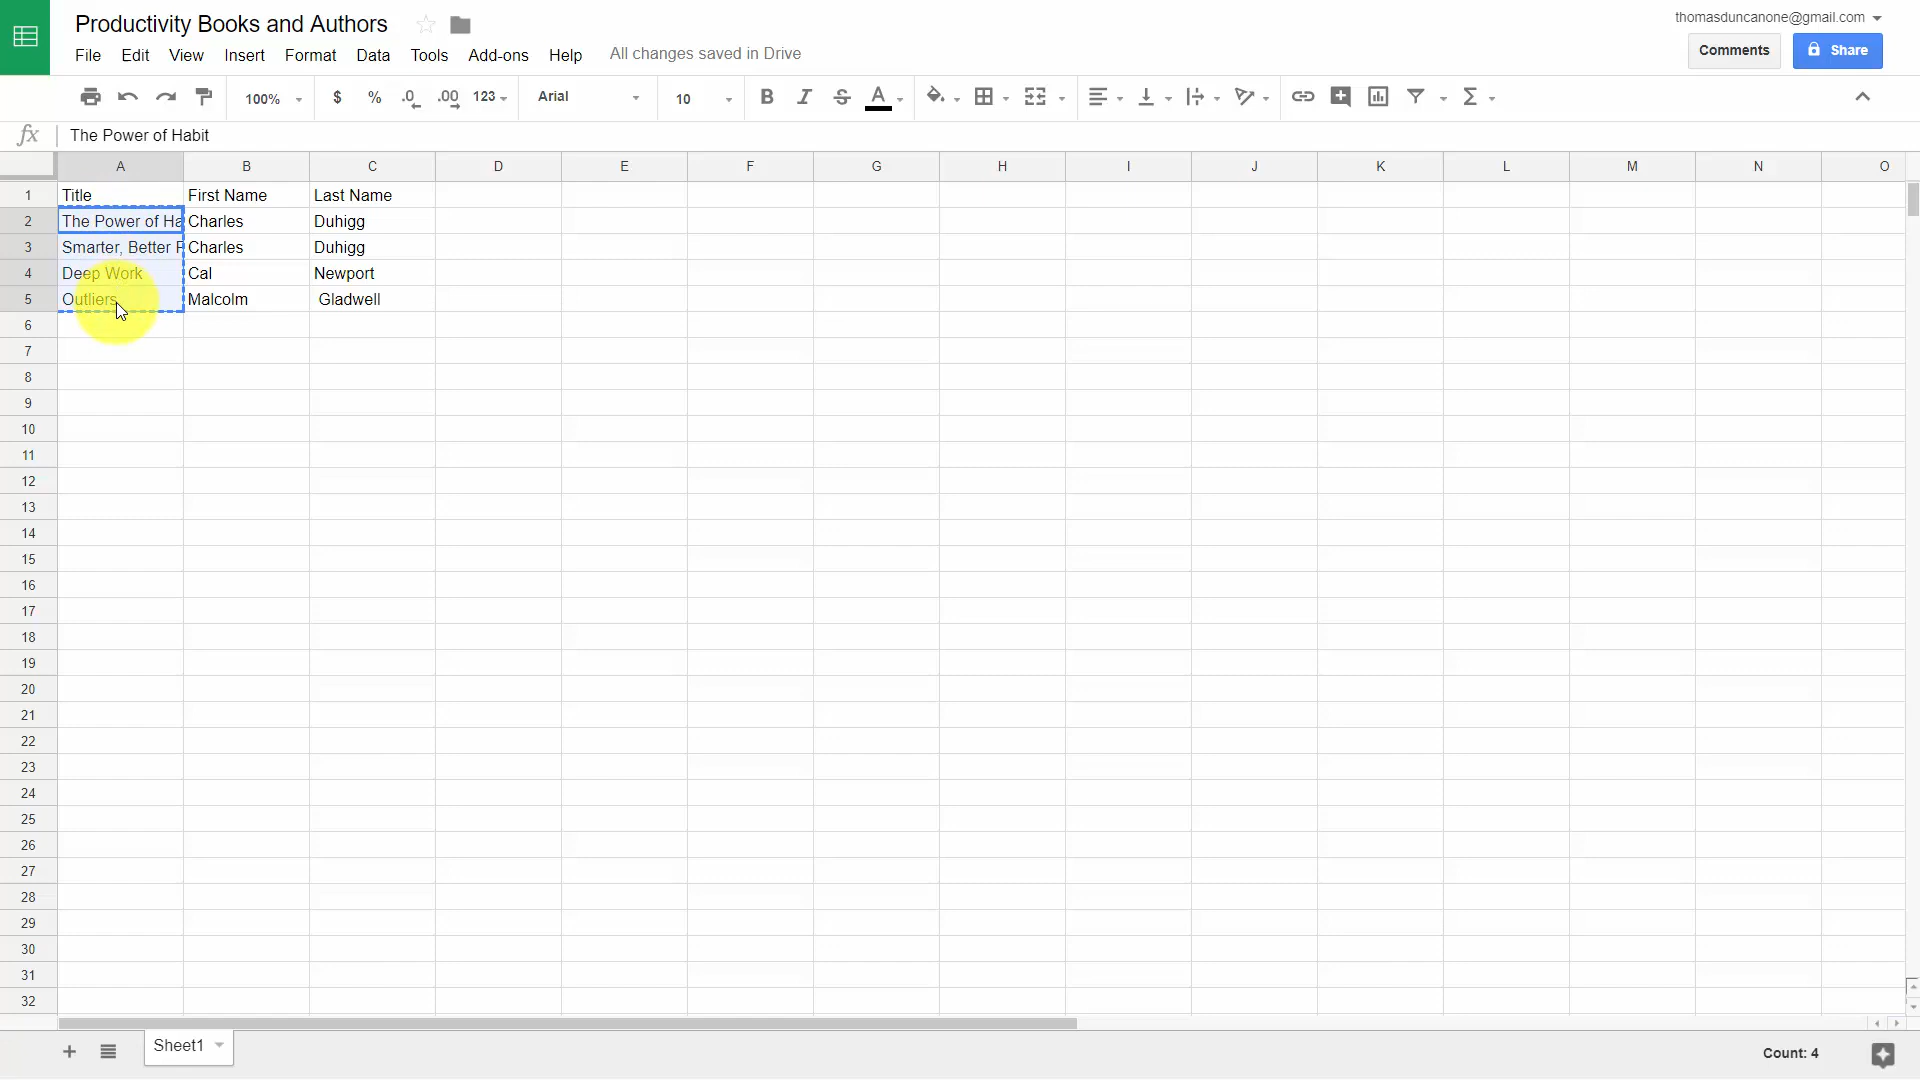 Productivity Books and Authors
thomasduncanone@gmail.com
File Edit View Insert Format Data Tools Add-ons Help All changes saved in Drive
Comments Share
100% $ % .0 .00 123 Arial 10 B I S A Σ
fx The Power of Habit
A B C D E F G H I J K L M N O
1 Title First Name Last Name
2 The Power of Ha Charles Duhigg
3 Smarter, Better F Charles Duhigg
4 Deep Work Cal Newport
5 Outliers Malcolm Gladwell
6
7
8
9
10
11
12
13
14
15
16
17
18
19
20
21
22
23
24
25
26
27
28
29
30
31
32
+ Sheet1 Count: 4